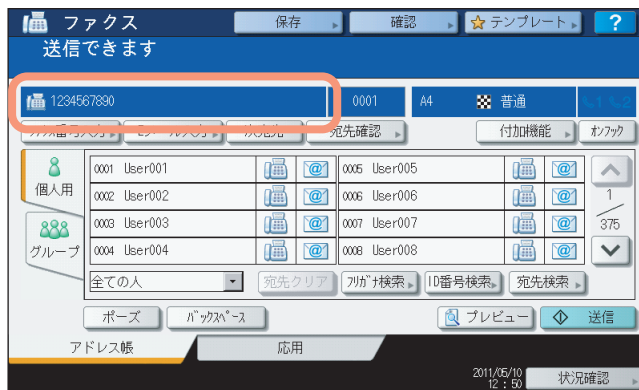 ファクス 保存 確認 テンプレート ?
送信できます
1234567890 0001 A4 普通
宛先確認 付加機能 オンフック
個人用
グループ
0001 User001 0005 User005
0002 User002 0006 User006
0003 User003 0007 User007
0004 User004 0008 User008
1
375
全ての人 宛先クリア フリガナ検索 ID番号検索 宛先検索
ポーズ バックスペース プレビュー 送信
アドレス帳 応用
2011/05/10
12:50 状況確認